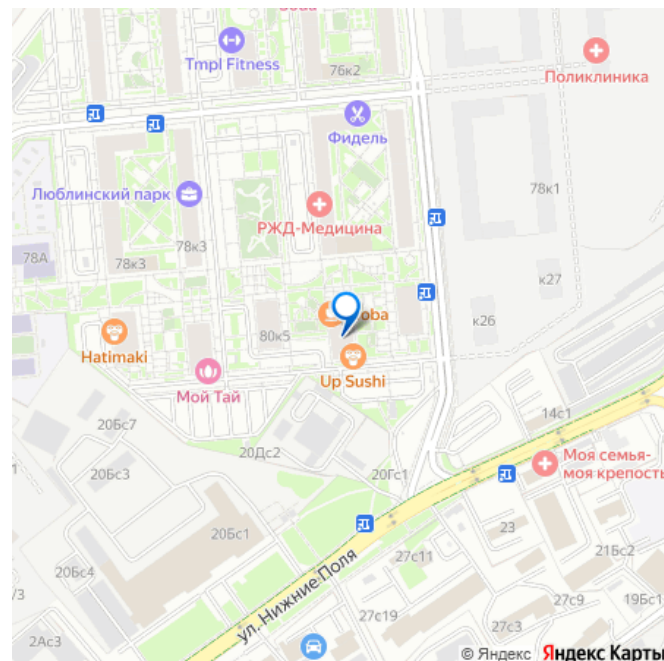 Tmpl Fitness
76к2
Поликлиника
Фидель
Люблинский парк
78к1
РЖД-Медицина
78к3
78А
78к3
к27
к26
80к5
Hatimaki
Up Sushi
Мой Тай
14с1
20Бс7
20Дс2
Моя семья-
моя крепость
20Бс3
20Гс1
23
20Бс1
21Бс2
27с11
20Бс4
ул. Нижние Поля
27с9
19Бс1
27с19
27с3
2Ас3
© Яндекс Яндекс Карты